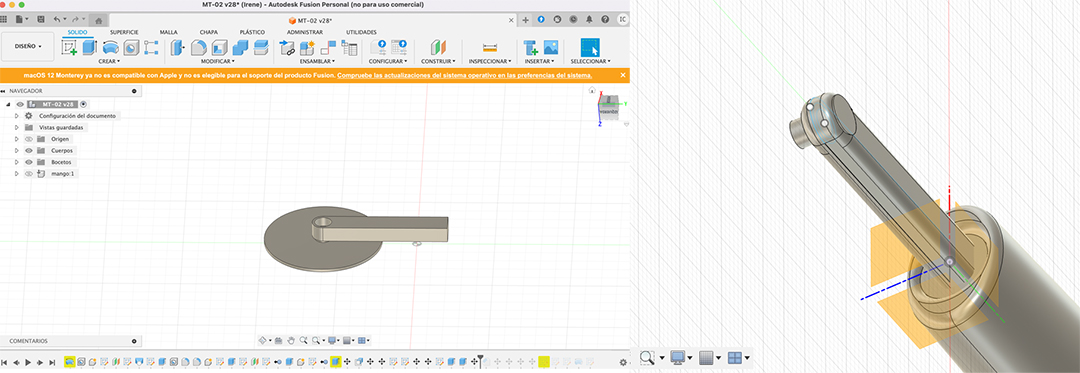 MT-02 v28* (Irene) – Autodesk Fusion Personal (no para uso comercial)
MT-02 v28*
IC
DISEÑO
SÓLIDO SUPERFICIE MALLA CHAPA PLÁSTICO ADMINISTRAR UTILIDADES
CREAR MODIFICAR ENSAMBLAR CONFIGURAR CONSTRUIR INSPECCIONAR INSERTAR SELECCIONAR
macOS 12 Monterey ya no es compatible con Apple y no es elegible para el soporte del producto Fusion. Compruebe las actualizaciones del sistema operativo en las preferencias del sistema.
NAVEGADOR
MT-02 v28
Configuración del documento
Vistas guardadas
Origen
Cuerpos
Bocetos
mango:1
Z
COMENTARIOS